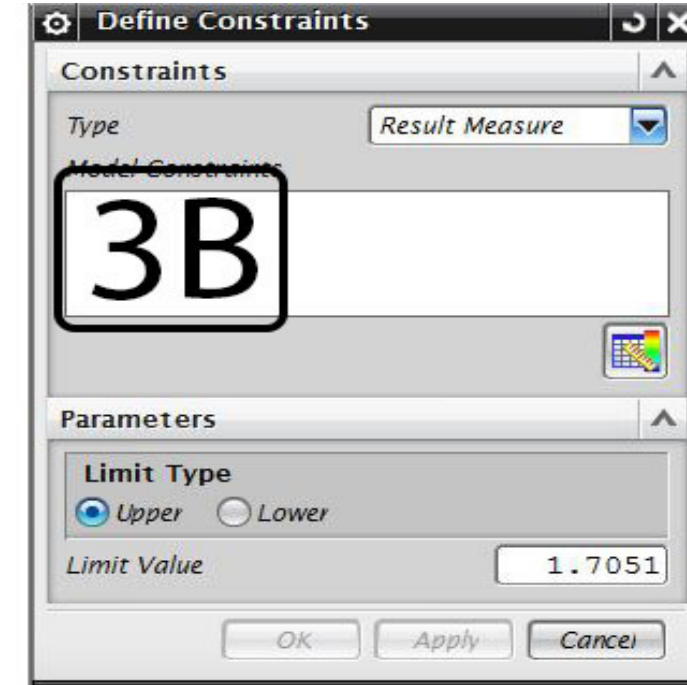 Define Constraints
Constraints
Type Result Measure
Model Constraints
3B
Parameters
Limit Type
Upper Lower
Limit Value 1.7051
OK Apply Cancel